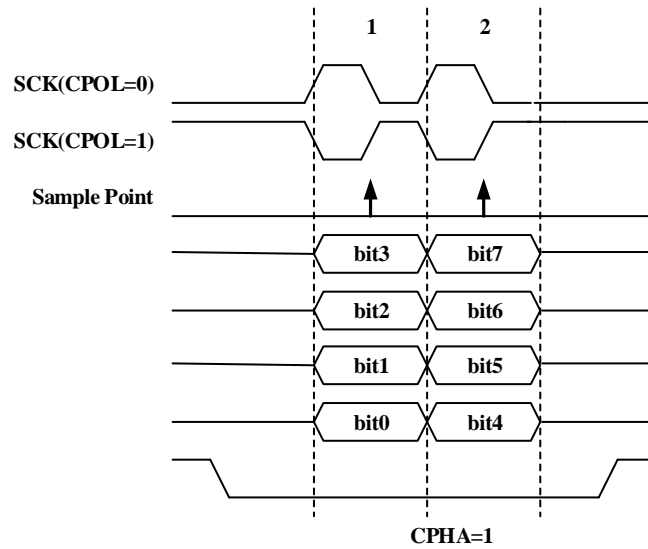 1 2
SCK(CPOL=0)
SCK(CPOL=1)
Sample Point
bit3 bit7
bit2 bit6
bit1 bit5
bit0 bit4
CPHA=1